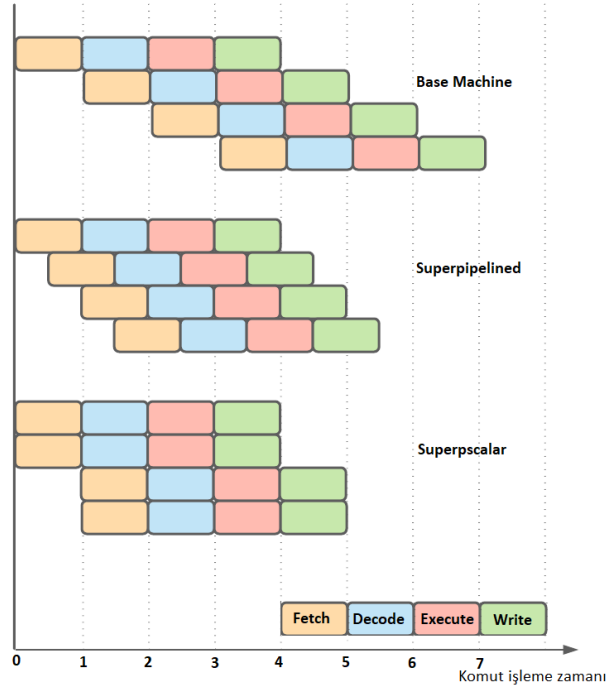 Base Machine
Superpipelined
Superpscalar
Fetch Decode Execute Write
0 1 2 3 4 5 6 7
Komut işleme zamanı